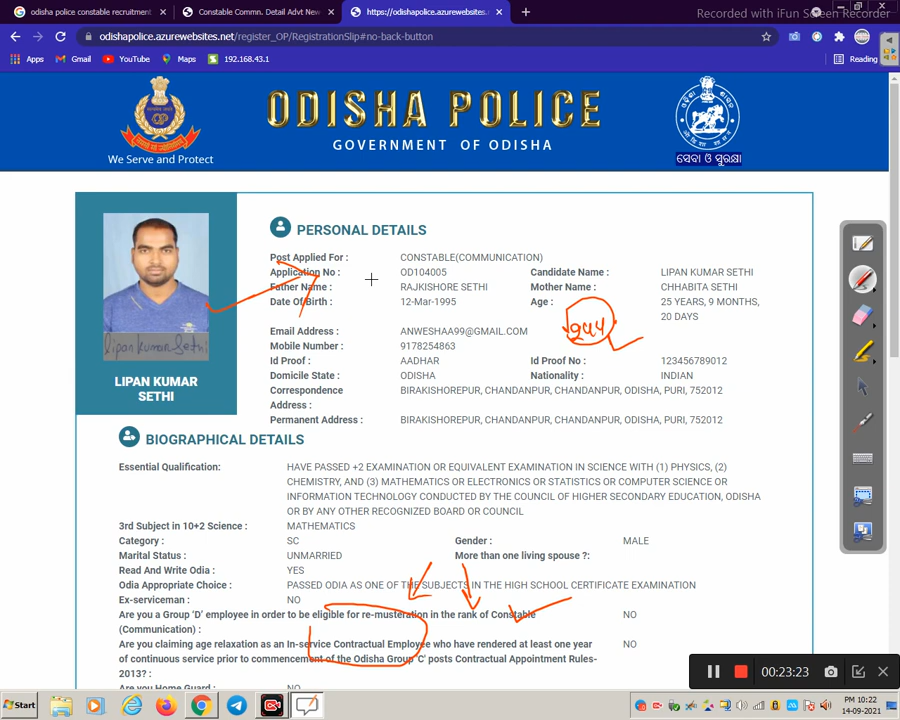 odisha police constable recruitment
Constable Commn. Detail Advt New
https://odishapolice.azurewebsites.
Recorded with iFun Screen Recorder
odishapolice.azurewebsites.net/register_OP/RegistrationSlip#no-back-button
Apps Gmail YouTube Maps 192.168.43.1 Reading
We Serve and Protect
ODISHA POLICE
GOVERNMENT OF ODISHA
ସେବା ଓ ସୁରକ୍ଷା
PERSONAL DETAILS
Post Applied For : CONSTABLE(COMMUNICATION)
Application No : OD104005 Candidate Name : LIPAN KUMAR SETHI
Father Name : RAJKISHORE SETHI Mother Name : CHHABITA SETHI
Date Of Birth : 12-Mar-1995 Age : 25 YEARS, 9 MONTHS,
20 DAYS
Email Address : ANWESHAA99@GMAIL.COM
244
Mobile Number : 9178254863
Lipan Kumar Sethi
Id Proof : AADHAR Id Proof No : 123456789012
Domicile State : ODISHA Nationality : INDIAN
LIPAN KUMAR
SETHI
Correspondence BIRAKISHOREPUR, CHANDANPUR, CHANDANPUR, ODISHA, PURI, 752012
Address :
Permanent Address : BIRAKISHOREPUR, CHANDANPUR, CHANDANPUR, ODISHA, PURI, 752012
BIOGRAPHICAL DETAILS
Essential Qualification: HAVE PASSED +2 EXAMINATION OR EQUIVALENT EXAMINATION IN SCIENCE WITH (1) PHYSICS, (2)
CHEMISTRY, AND (3) MATHEMATICS OR ELECTRONICS OR STATISTICS OR COMPUTER SCIENCE OR
INFORMATION TECHNOLOGY CONDUCTED BY THE COUNCIL OF HIGHER SECONDARY EDUCATION, ODISHA
OR BY ANY OTHER RECOGNIZED BOARD OR COUNCIL
3rd Subject in 10+2 Science : MATHEMATICS
Category : SC Gender : MALE
Marital Status : UNMARRIED More than one living spouse ?:
Read And Write Odia : YES
Odia Appropriate Choice : PASSED ODIA AS ONE OF THE SUBJECTS IN THE HIGH SCHOOL CERTIFICATE EXAMINATION
Ex-serviceman : NO
Are you a Group 'D' employee in order to be eligible for re-musteration in the rank of Constable NO
(Communication) :
Are you claiming age relaxation as an In-service Contractual Employee who have rendered at least one year NO
of continuous service prior to commencement of the Odisha Group 'C' posts Contractual Appointment Rules-
2013? :
Are you Home Guard : NO
00:23:23
Start
PM 10:22
14-09-2021